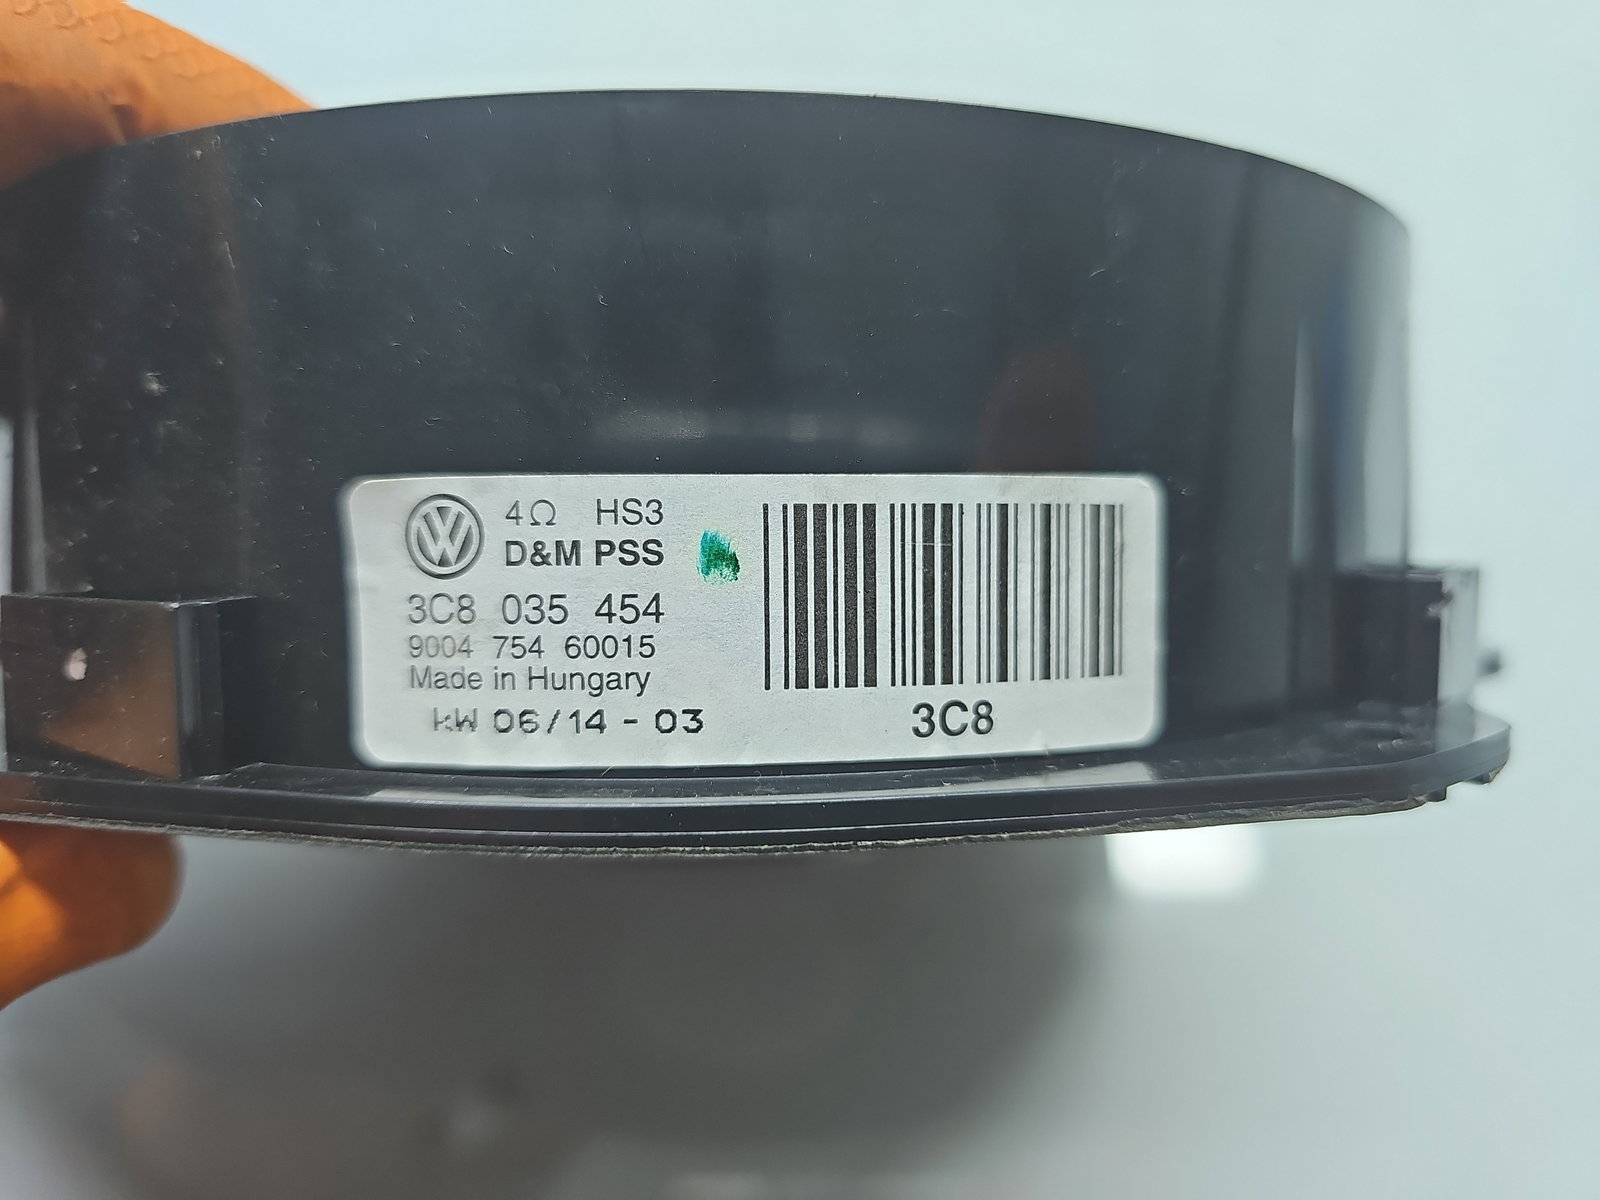 4Ω HS3
D&M PSS
3C8 035 454
9004 754 60015
Made in Hungary
KW 06/14 - 03
3C8